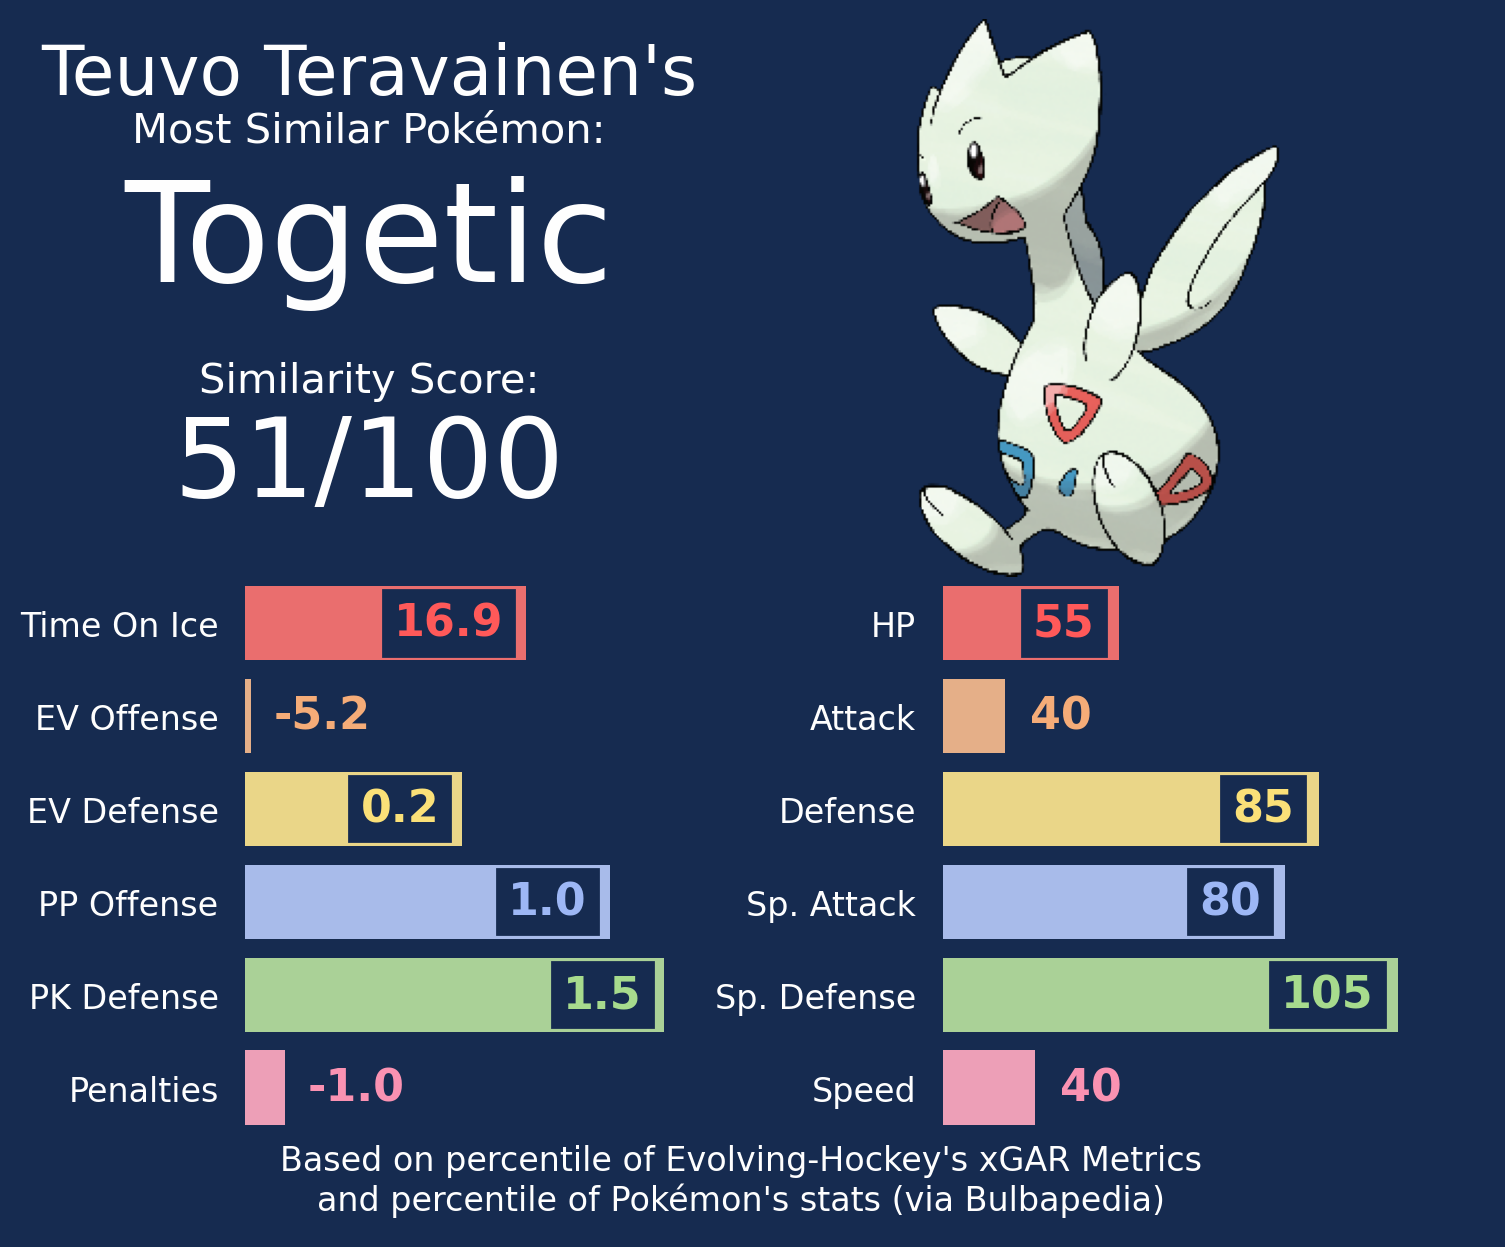 Teuvo Teravainen's
Most Similar Pokémon:
Togetic
Similarity Score:
51/100
Time On Ice 16.9
EV Offense -5.2
EV Defense 0.2
PP Offense 1.0
PK Defense 1.5
Penalties -1.0
HP 55
Attack 40
Defense 85
Sp. Attack 80
Sp. Defense 105
Speed 40
Based on percentile of Evolving-Hockey's xGAR Metrics
and percentile of Pokémon's stats (via Bulbapedia)